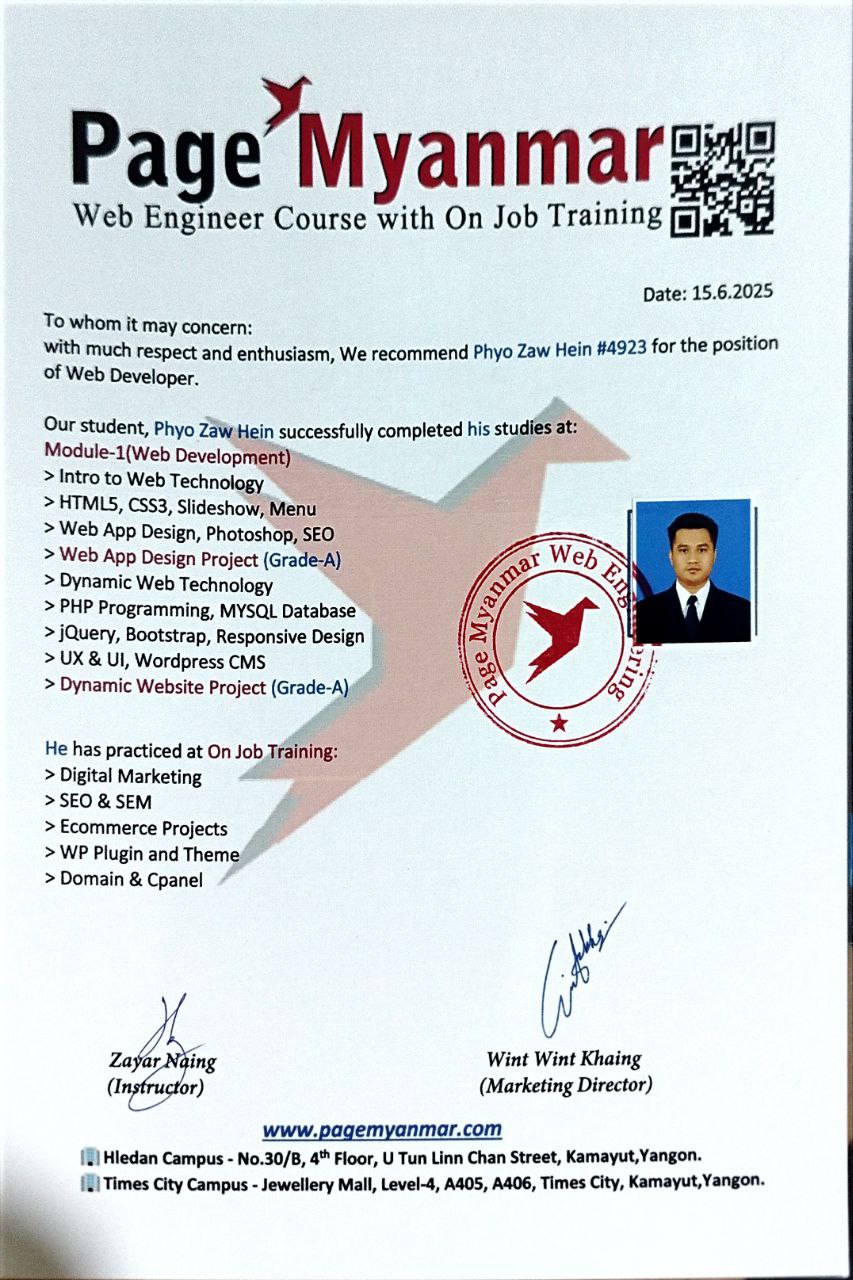 Page Myanmar
Web Engineer Course with On Job Training
Date: 15.6.2025
To whom it may concern:
with much respect and enthusiasm, We recommend Phyo Zaw Hein #4923 for the position
of Web Developer.
Our student, Phyo Zaw Hein successfully completed his studies at:
Module-1(Web Development)
> Intro to Web Technology
> HTML5, CSS3, Slideshow, Menu
> Web App Design, Photoshop, SEO
> Web App Design Project (Grade-A)
> Dynamic Web Technology
> PHP Programming, MYSQL Database
> jQuery, Bootstrap, Responsive Design
> UX & UI, Wordpress CMS
> Dynamic Website Project (Grade-A)
Page Myanmar Web Engineering
He has practiced at On Job Training:
> Digital Marketing
> SEO & SEM
> Ecommerce Projects
> WP Plugin and Theme
> Domain & Cpanel
Zayar Naing
(Instructor)
Wint Wint Khaing
(Marketing Director)
www.pagemyanmar.com
Hledan Campus - No.30/B, 4th Floor, U Tun Linn Chan Street, Kamayut,Yangon.
Times City Campus - Jewellery Mall, Level-4, A405, A406, Times City, Kamayut,Yangon.